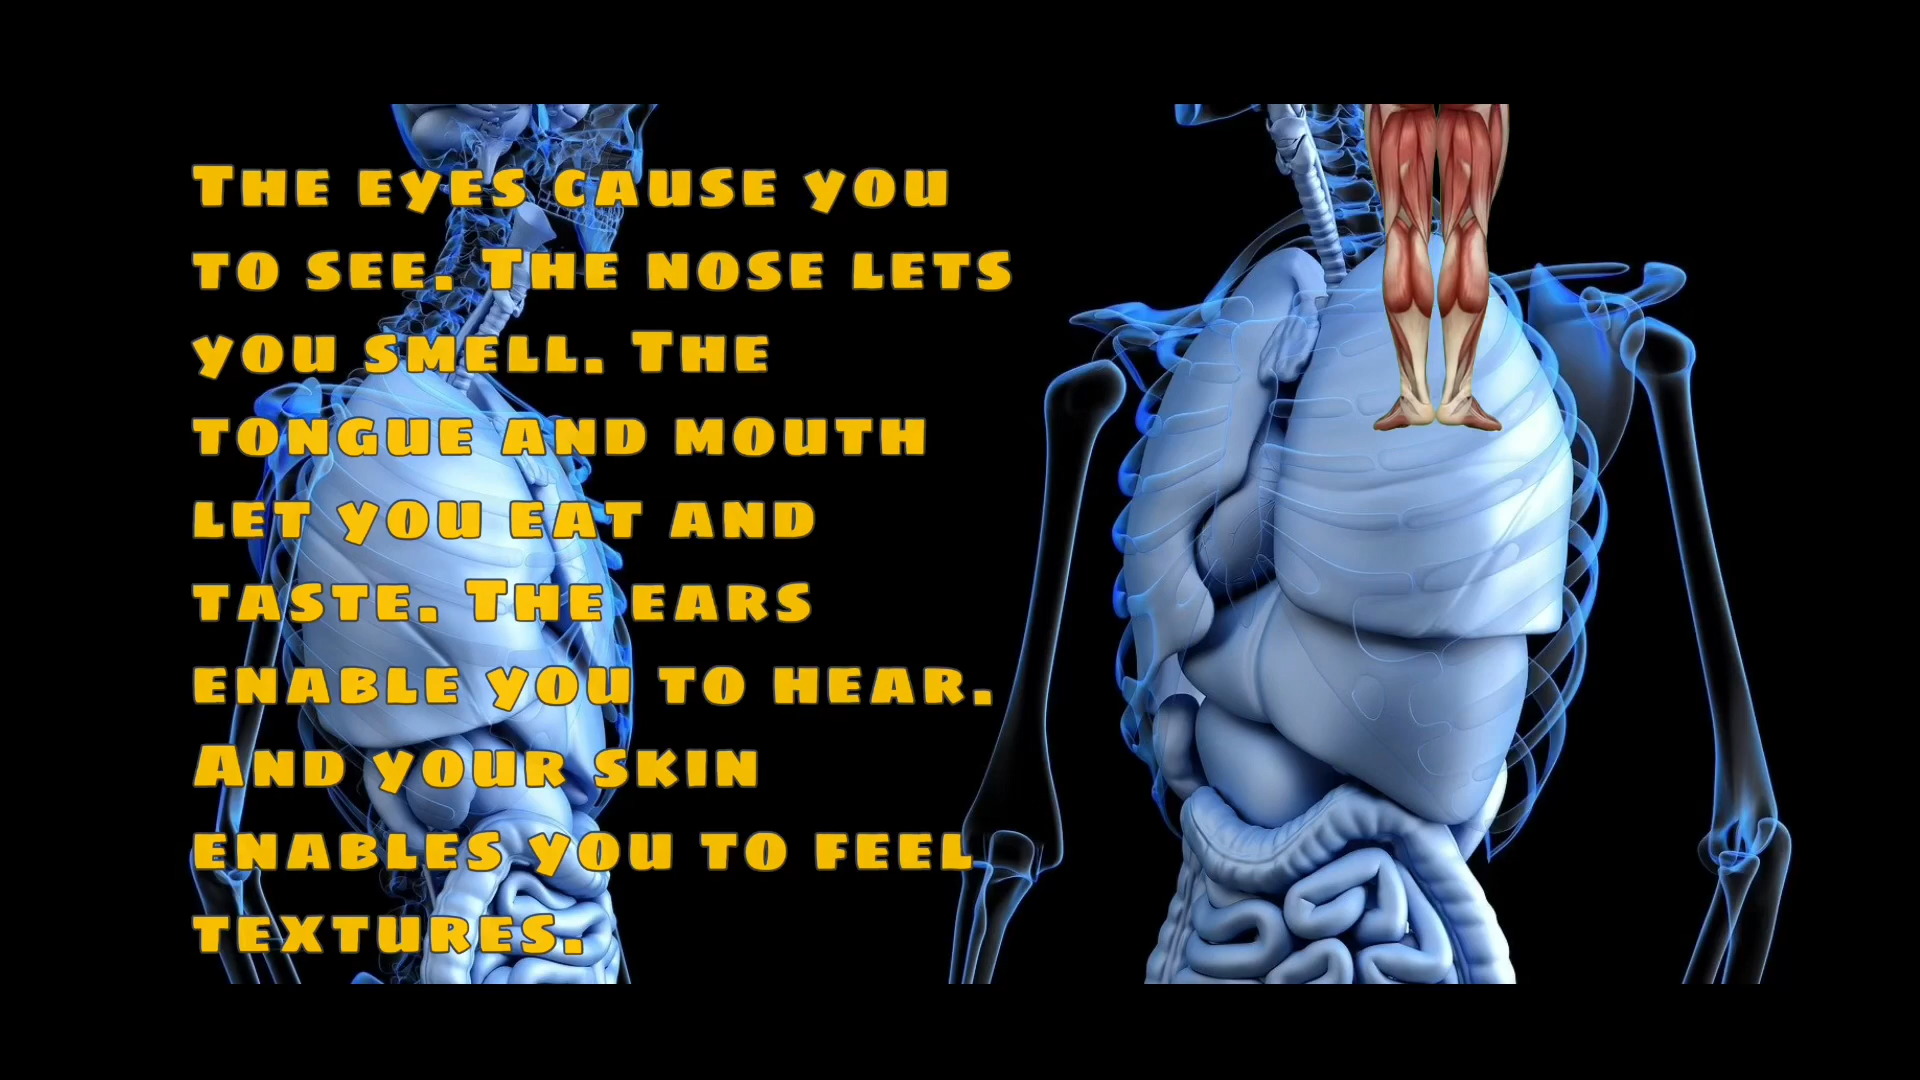 The eyes cause you
to see. The nose lets
you smell. The
tongue and mouth
let you eat and
taste. The ears
enable you to hear.
And your skin
enables you to feel
textures.